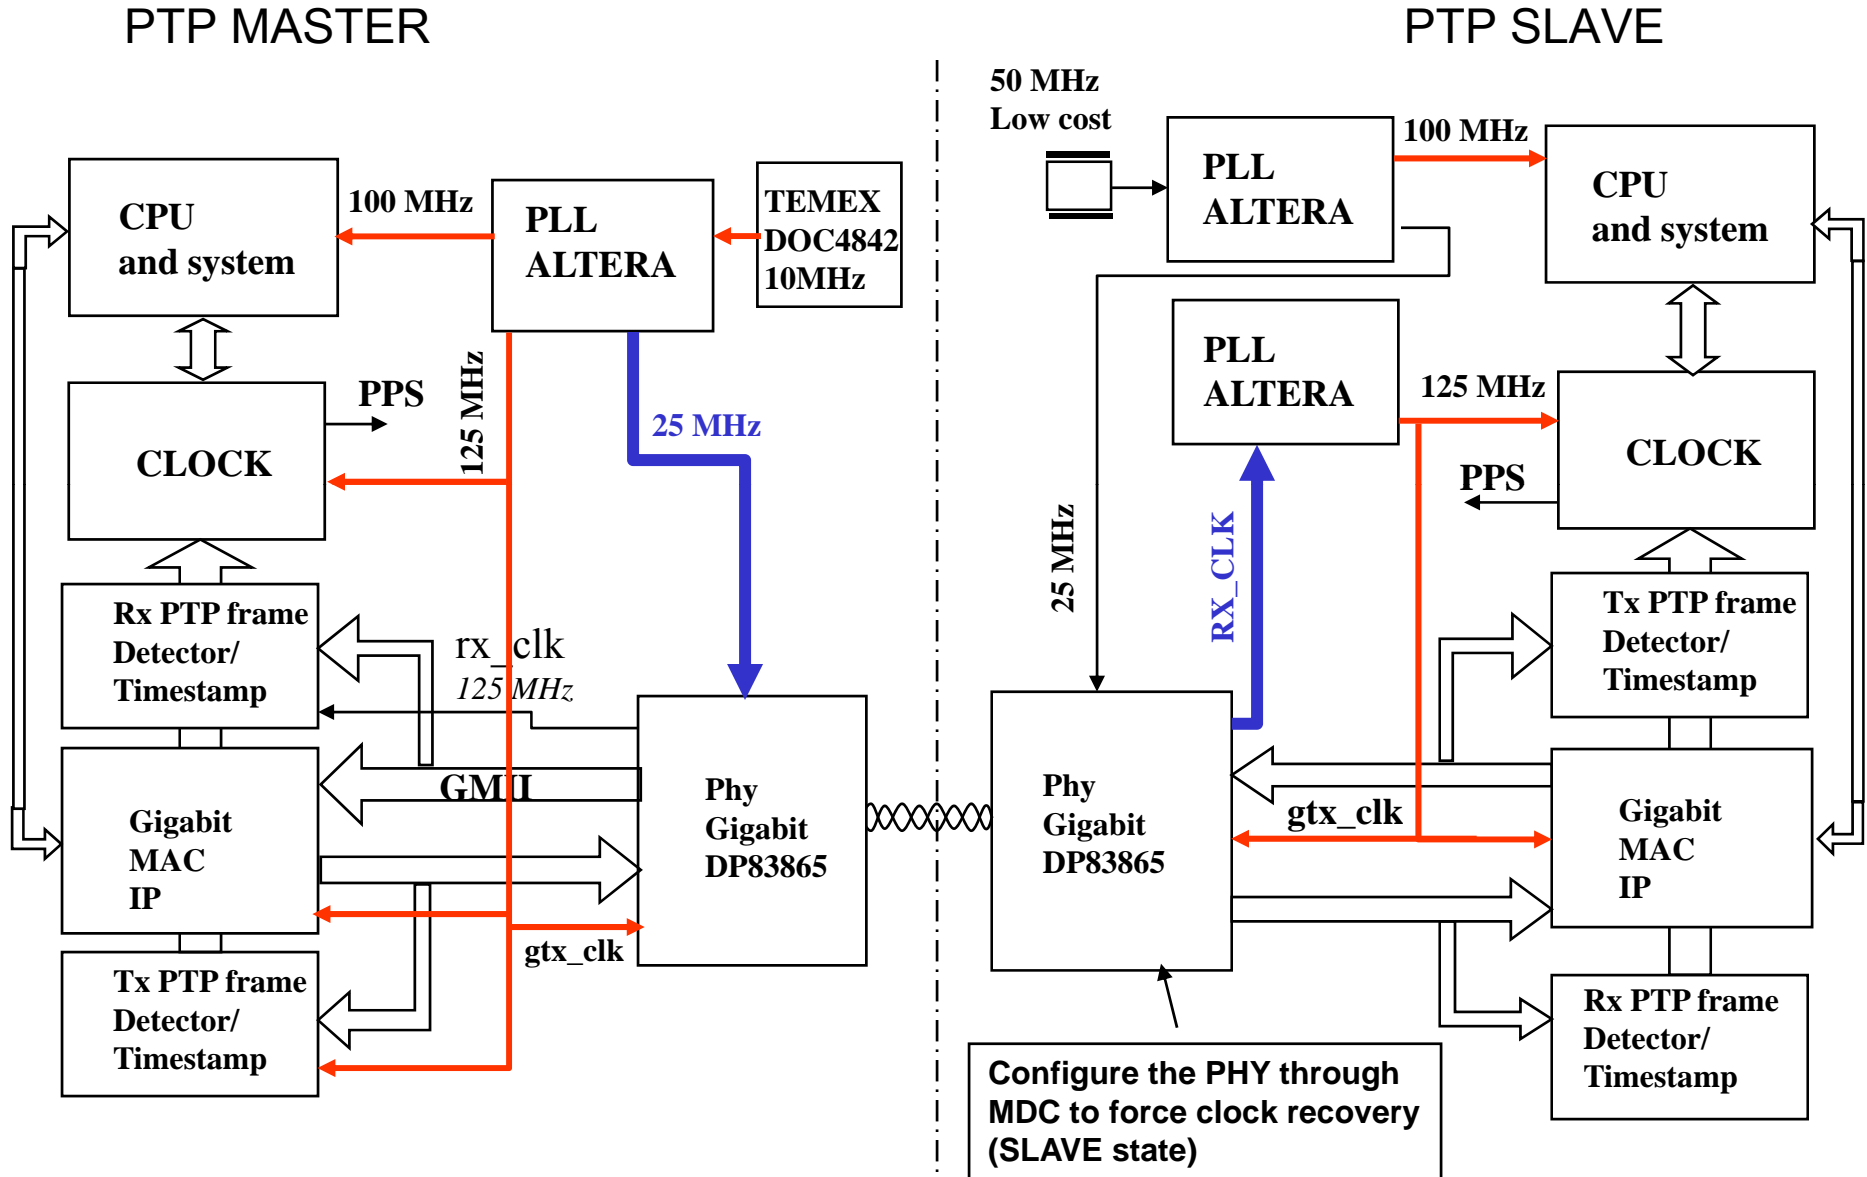 PTP MASTER
PTP SLAVE
50 MHz
Low cost
100 MHz
PLL
ALTERA
CPU
and system
CPU
and system
100 MHz
PLL
ALTERA
TEMEX
DOC4842
10MHz
PLL
ALTERA
125 MHz
PPS
125 MHz
25 MHz
CLOCK
CLOCK
PPS
25 MHz
RX_CLK
Rx PTP frame
Detector/
Timestamp
rx_clk
125 MHz
Tx PTP frame
Detector/
Timestamp
GMII
Gigabit
MAC
IP
Phy
Gigabit
DP83865
Phy
Gigabit
DP83865
gtx_clk
Gigabit
MAC
IP
gtx_clk
Tx PTP frame
Detector/
Timestamp
Rx PTP frame
Detector/
Timestamp
Configure the PHY through
MDC to force clock recovery
(SLAVE state)